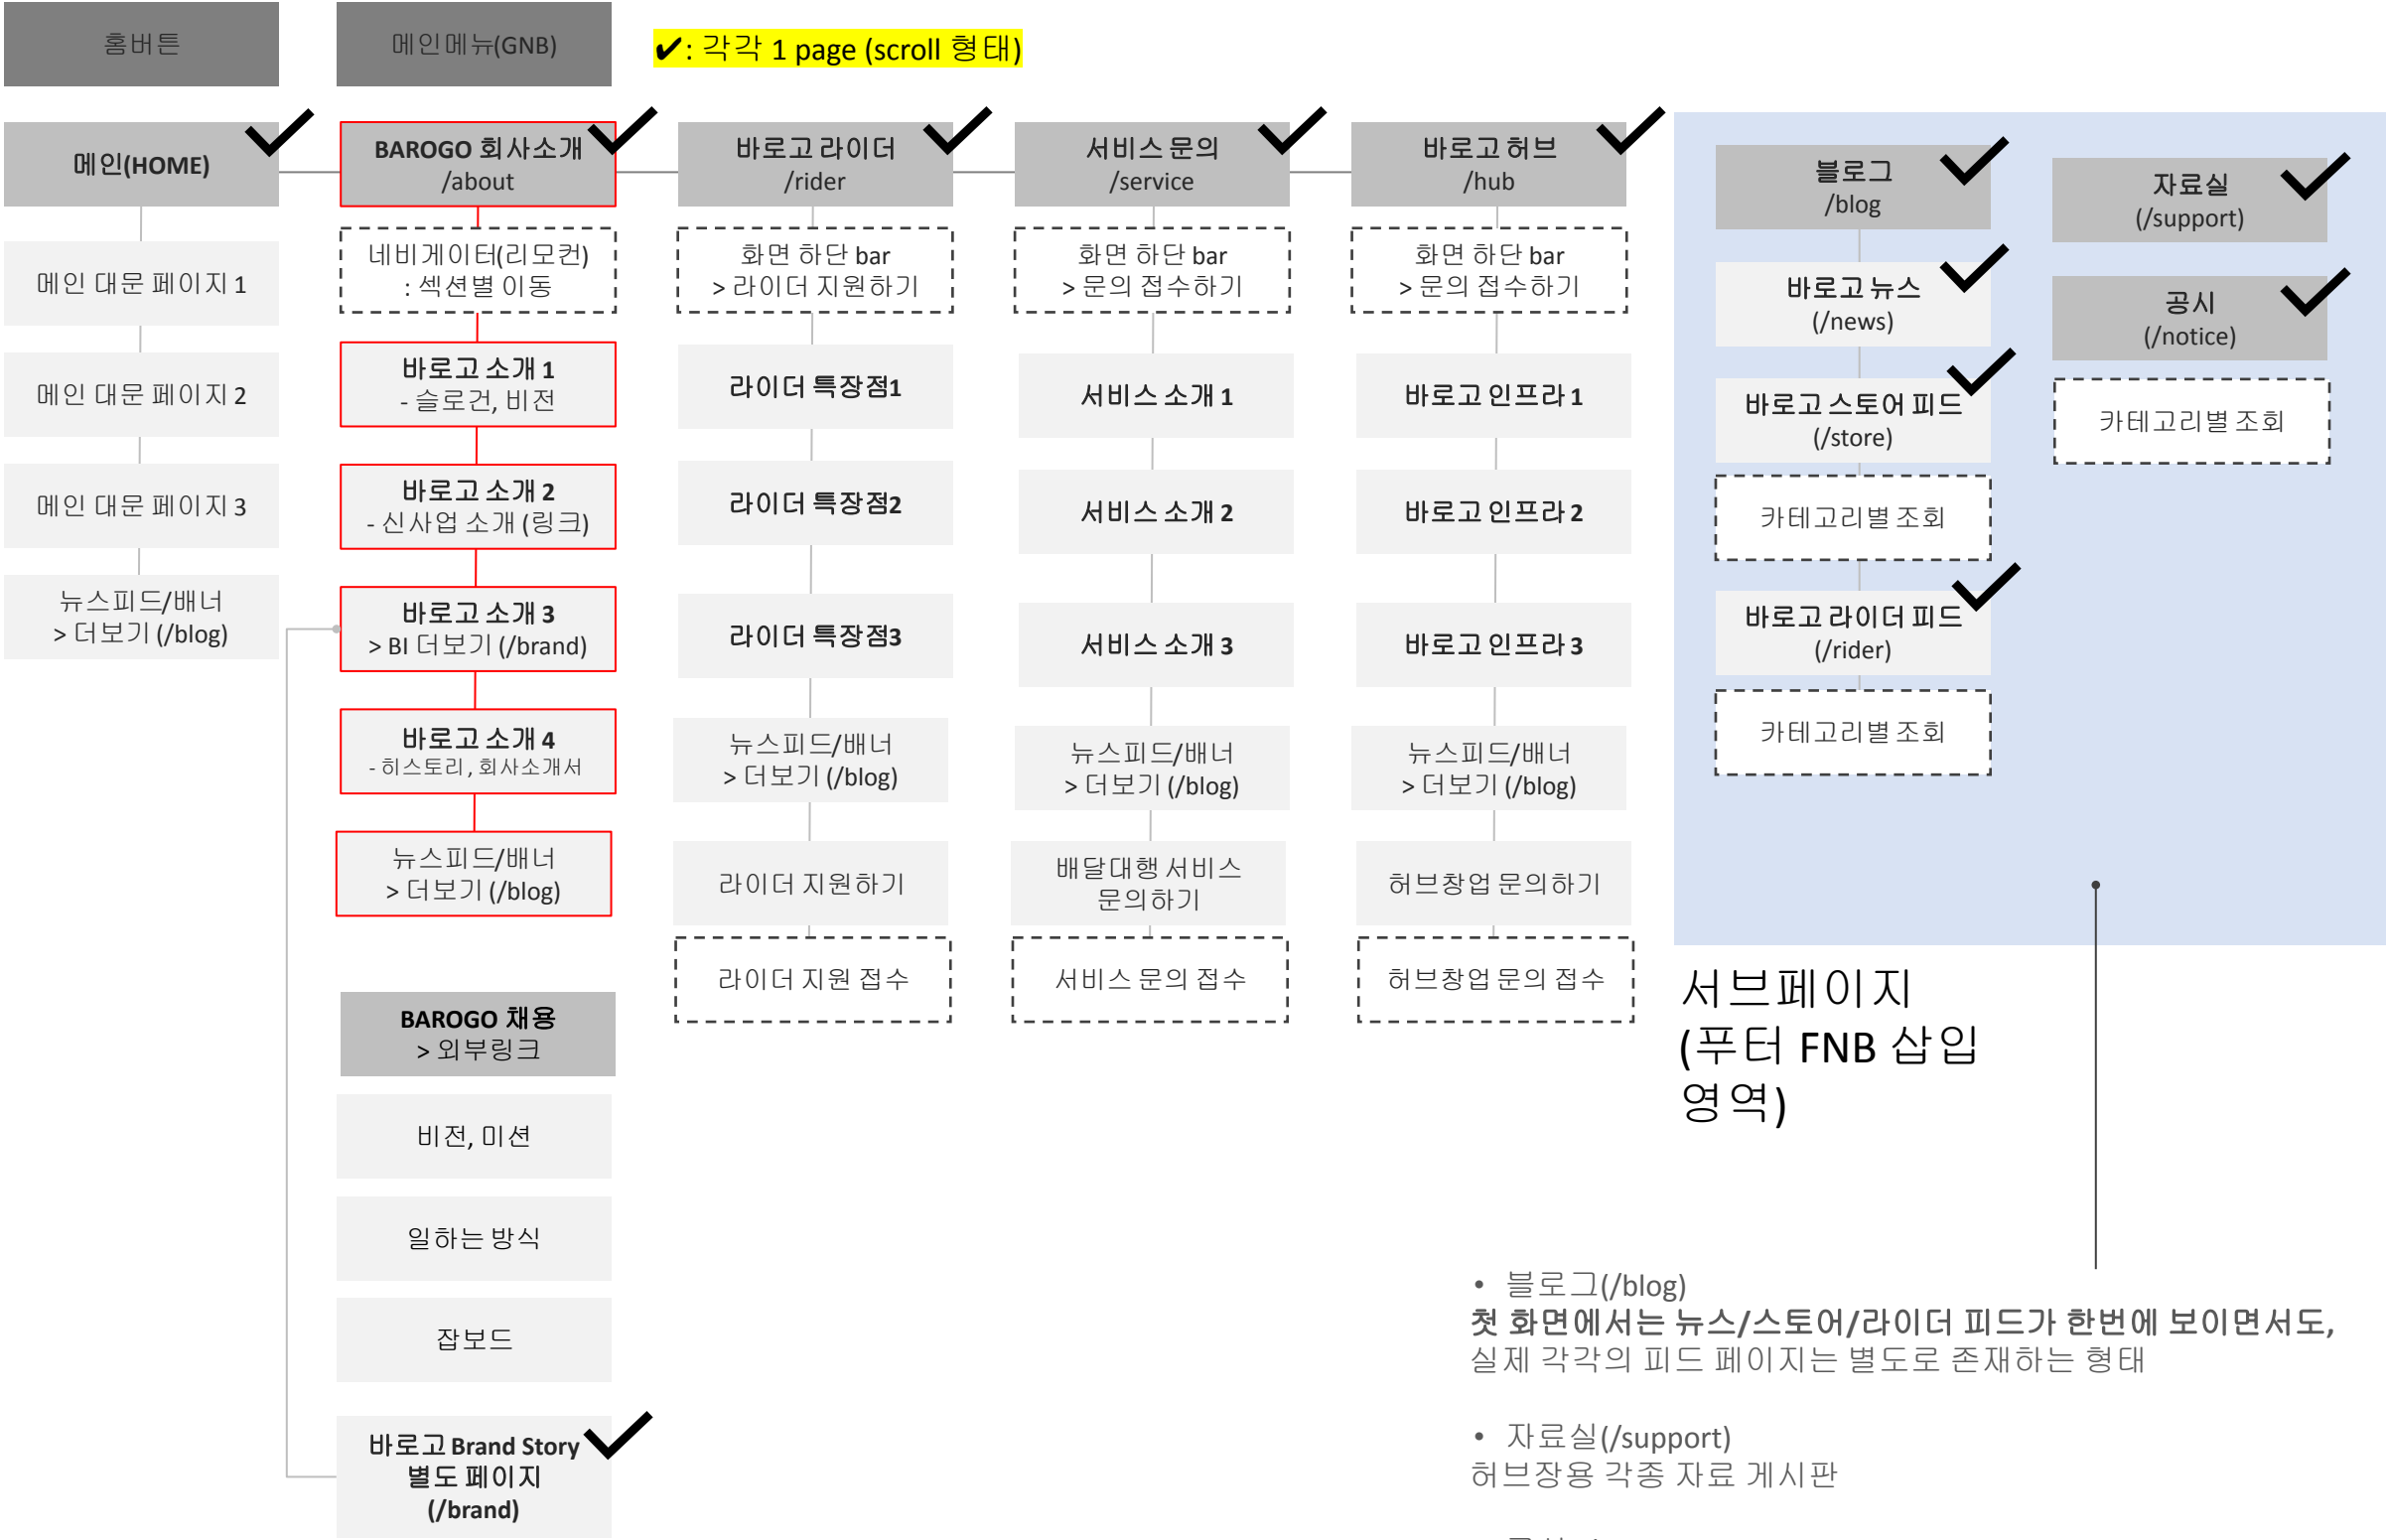 홈버튼
메인메뉴(GNB)
✔: 각각 1 page (scroll 형태)
메인(HOME)
메인 대문 페이지 1
메인 대문 페이지 2
메인 대문 페이지 3
뉴스피드/배너
> 더보기 (/blog)
BAROGO 회사소개
/about
네비게이터(리모컨)
: 섹션별 이동
바로고 소개 1
- 슬로건, 비전
바로고 소개 2
- 신사업 소개 (링크)
바로고 소개 3
> BI 더보기 (/brand)
바로고 소개 4
- 히스토리, 회사소개서
뉴스피드/배너
> 더보기 (/blog)
BAROGO 채용
> 외부링크
비전, 미션
일하는 방식
잡보드
바로고 Brand Story
별도 페이지
(/brand)
바로고 라이더
/rider
화면 하단 bar
> 라이더 지원하기
라이더 특장점1
라이더 특장점2
라이더 특장점3
뉴스피드/배너
> 더보기 (/blog)
라이더 지원하기
라이더 지원 접수
서비스 문의
/service
화면 하단 bar
> 문의 접수하기
서비스 소개 1
서비스 소개 2
서비스 소개 3
뉴스피드/배너
> 더보기 (/blog)
배달대행 서비스
문의하기
서비스 문의 접수
바로고 허브
/hub
화면 하단 bar
> 문의 접수하기
바로고 인프라 1
바로고 인프라 2
바로고 인프라 3
뉴스피드/배너
> 더보기 (/blog)
허브창업 문의하기
허브창업 문의 접수
블로그
/blog
바로고 뉴스
(/news)
바로고 스토어 피드
(/store)
카테고리별 조회
바로고 라이더 피드
(/rider)
카테고리별 조회
자료실
(/support)
공시
(/notice)
카테고리별 조회
서브페이지
(푸터 FNB 삽입
영역)
• 블로그(/blog)
첫 화면에서는 뉴스/스토어/라이더 피드가 한번에 보이면서도,
실제 각각의 피드 페이지는 별도로 존재하는 형태
• 자료실(/support)
허브장용 각종 자료 게시판